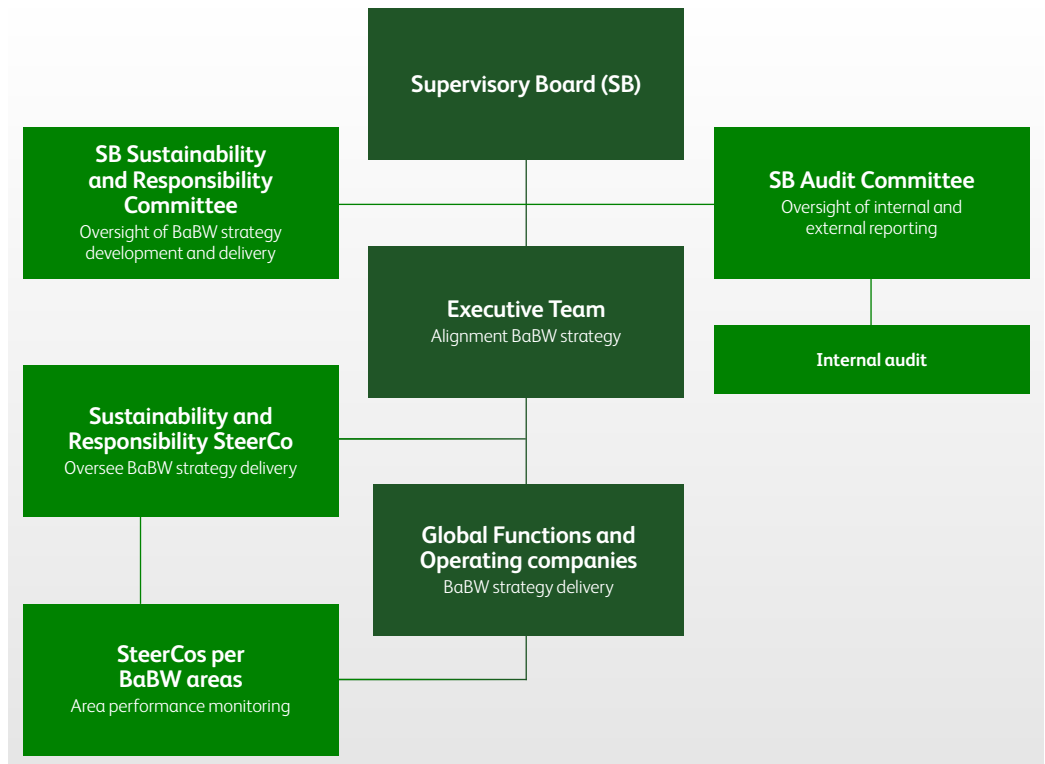 Supervisory Board (SB)
SB Sustainability
and Responsibility
Committee
Oversight of BaBW strategy
development and delivery
SB Audit Committee
Oversight of internal and
external reporting
Executive Team
Alignment BaBW strategy
Internal audit
Sustainability and
Responsibility SteerCo
Oversee BaBW strategy delivery
Global Functions and
Operating companies
BaBW strategy delivery
SteerCos per
BaBW areas
Area performance monitoring